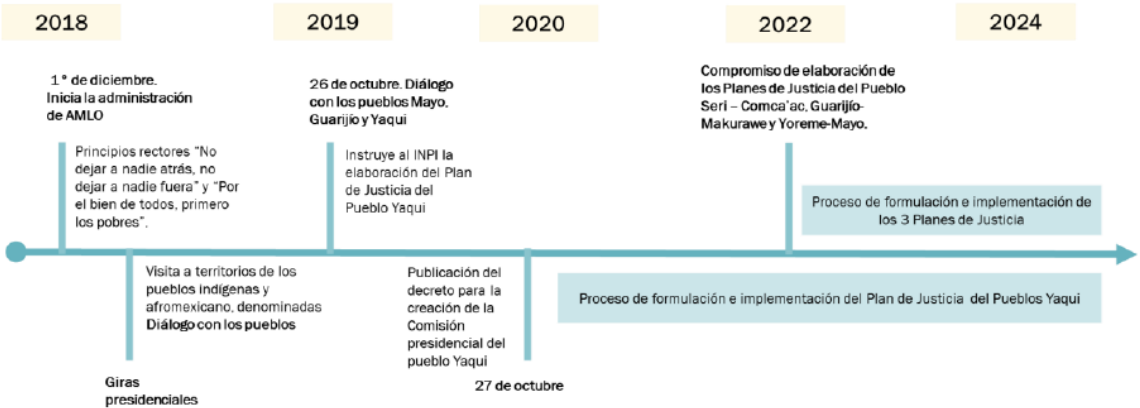 2018
2019
2020
2022
2024
1° de diciembre.
Inicia la administración
de AMLO
26 de octubre. Diálogo
con los pueblos Mayo,
Guarijío y Yaqui
Compromiso de elaboración de
los Planes de Justicia del Pueblo
Seri – Comca'ac, Guarijío-
Makurawe y Yoreme-Mayo.
Principios rectores "No
dejar a nadie atrás, no
dejar a nadie fuera" y "Por
el bien de todos, primero
los pobres".
Instruye al INPI la
elaboración del Plan
de Justicia del
Pueblo Yaqui
Proceso de formulación e implementación de
los 3 Planes de Justicia
Visita a territorios de los
pueblos indígenas y
afromexicano, denominadas
Diálogo con los pueblos
Publicación del
decreto para la
creación de la
Comisión
presidencial del
pueblo Yaqui
Proceso de formulación e implementación del Plan de Justicia del Pueblos Yaqui
Giras
presidenciales
27 de octubre